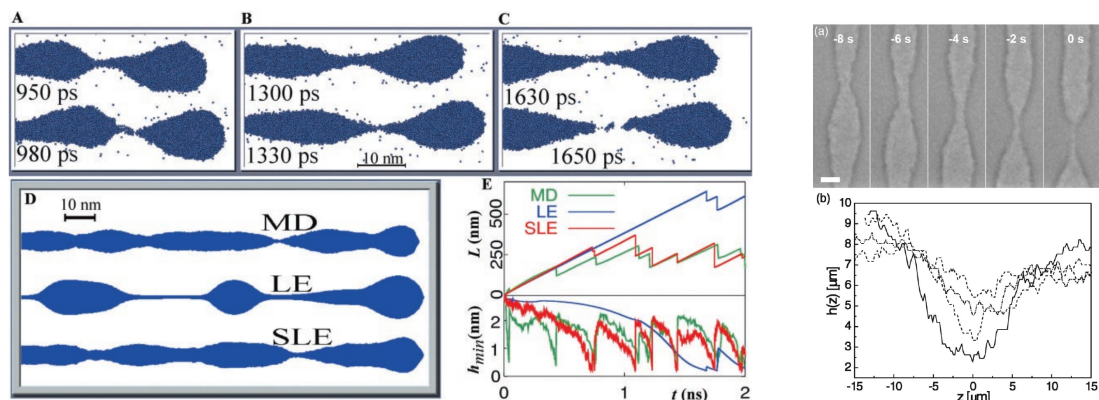 A
950 ps
980 ps
B
1300 ps
1330 ps
10 nm
C
1630 ps
1650 ps
D
10 nm
MD
LE
SLE
E
MD
LE
SLE
L (nm)
500
250
0
h_min(nm)
2
1
0
0
1
t (ns)
2
(a)
-8 s
-6 s
-4 s
-2 s
0 s
(b)
h(z) [μm]
10
9
8
7
6
5
4
3
2
-15
-10
-5
0
5
10
15
z [μm]